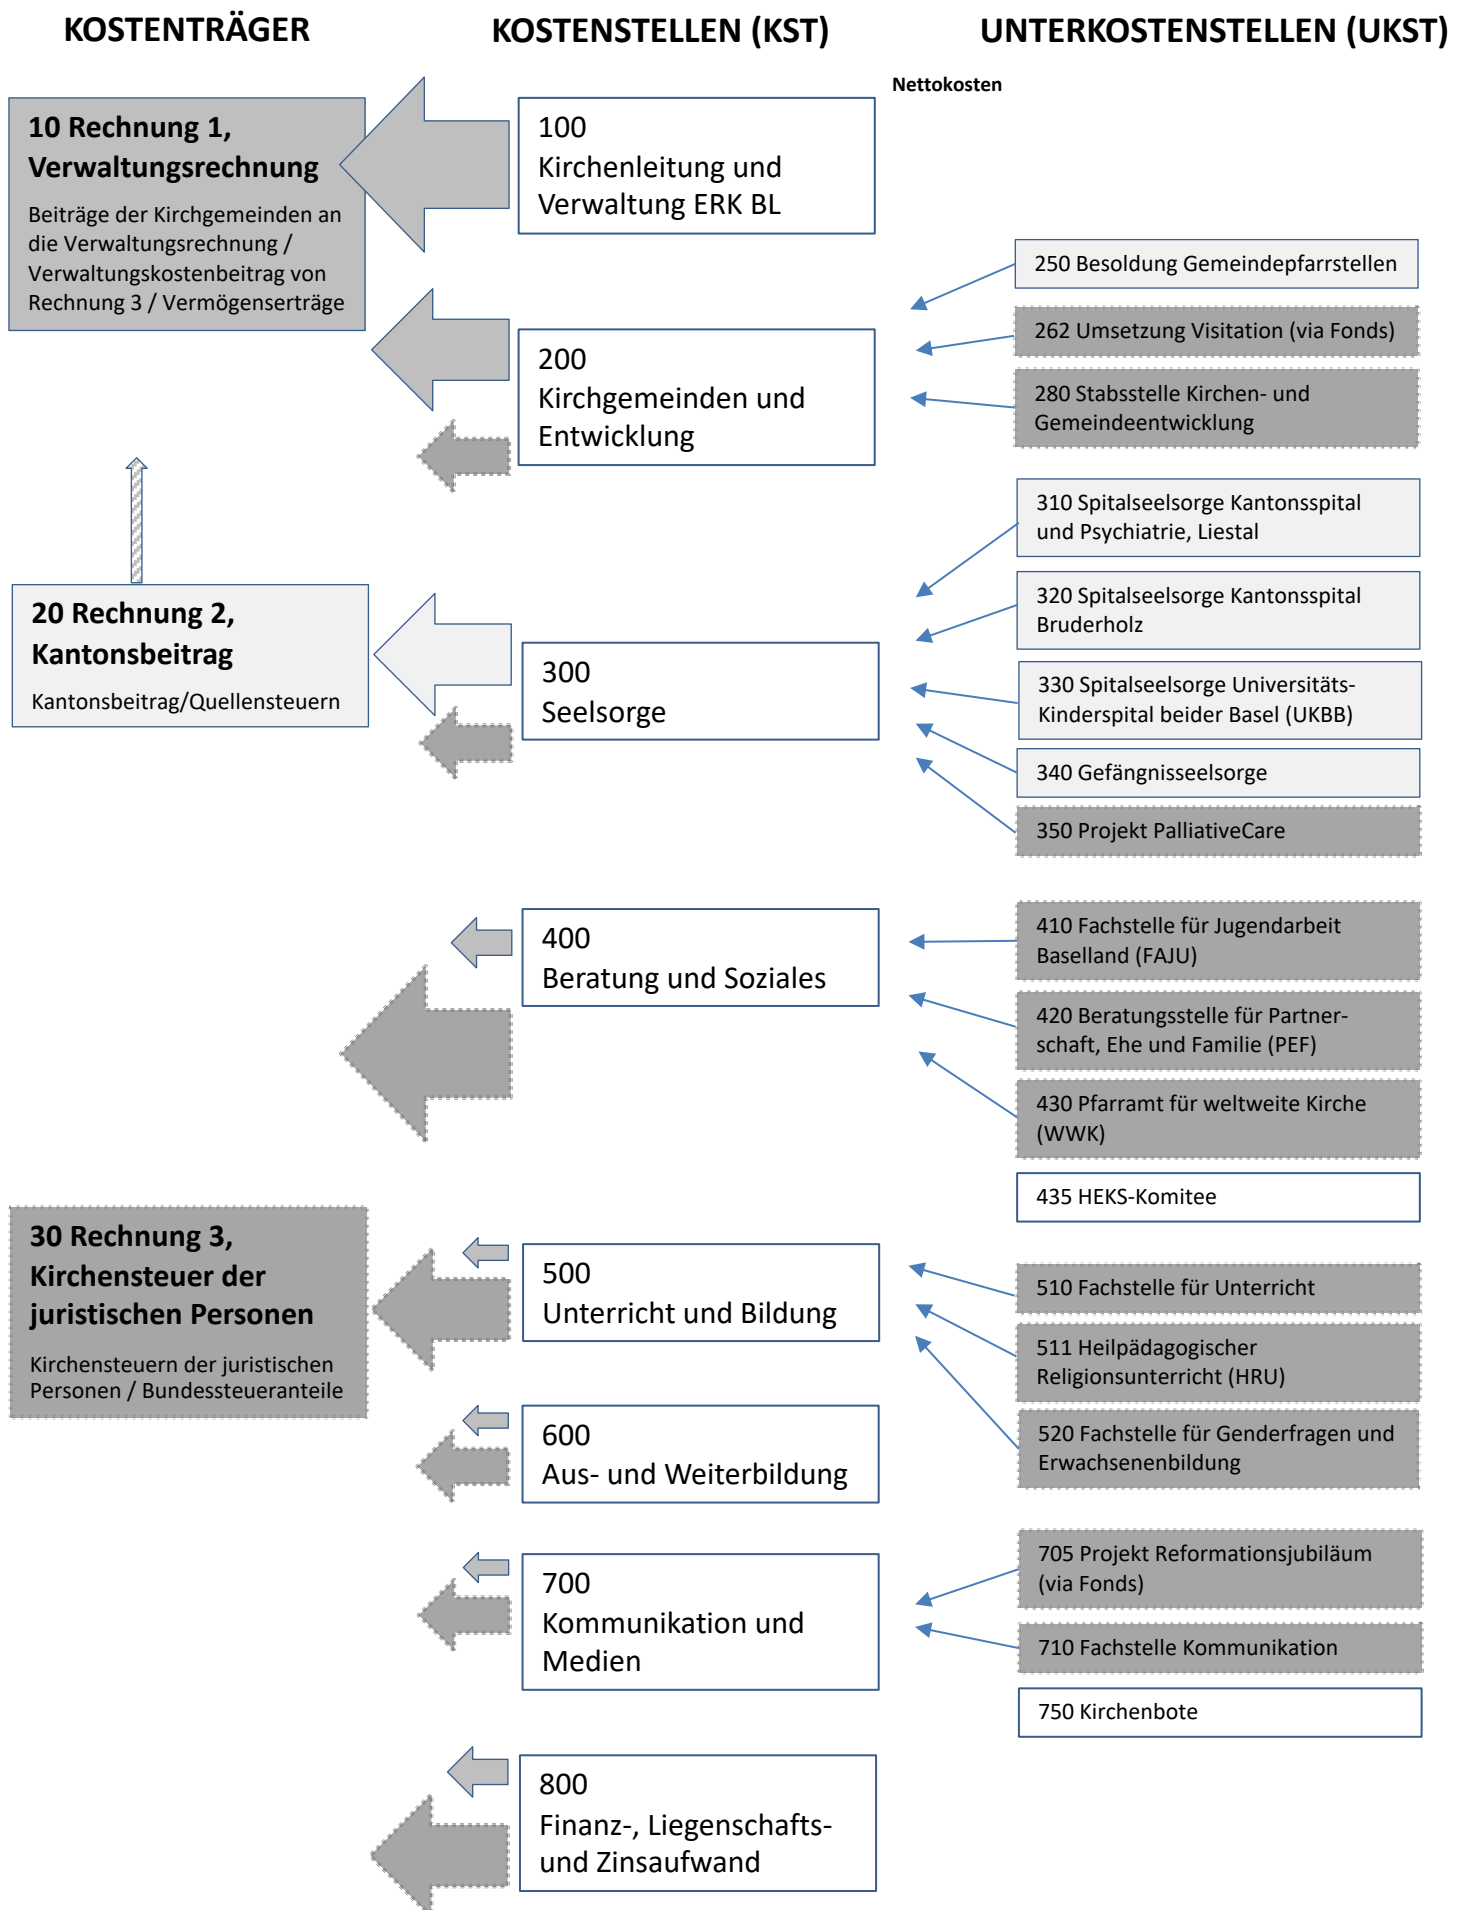 KOSTENTRÄGER
KOSTENSTELLEN (KST)
UNTERKOSTENSTELLEN (UKST)
Nettokosten
10 Rechnung 1,
Verwaltungsrechnung
Beiträge der Kirchgemeinden an
die Verwaltungsrechnung /
Verwaltungskostenbeitrag von
Rechnung 3 / Vermögenserträge
20 Rechnung 2,
Kantonsbeitrag
Kantonsbeitrag/Quellensteuern
30 Rechnung 3,
Kirchensteuer der
juristischen Personen
Kirchensteuern der juristischen
Personen / Bundessteueranteile
100
Kirchenleitung und
Verwaltung ERK BL
200
Kirchgemeinden und
Entwicklung
300
Seelsorge
400
Beratung und Soziales
500
Unterricht und Bildung
600
Aus- und Weiterbildung
700
Kommunikation und
Medien
800
Finanz-, Liegenschafts-
und Zinsaufwand
250 Besoldung Gemeindepfarrstellen
262 Umsetzung Visitation (via Fonds)
280 Stabsstelle Kirchen- und
Gemeindeentwicklung
310 Spitalseelsorge Kantonsspital
und Psychiatrie, Liestal
320 Spitalseelsorge Kantonsspital
Bruderholz
330 Spitalseelsorge Universitäts-
Kinderspital beider Basel (UKBB)
340 Gefängnisseelsorge
350 Projekt PalliativeCare
410 Fachstelle für Jugendarbeit
Baselland (FAJU)
420 Beratungsstelle für Partner-
schaft, Ehe und Familie (PEF)
430 Pfarramt für weltweite Kirche
(WWK)
435 HEKS-Komitee
510 Fachstelle für Unterricht
511 Heilpädagogischer
Religionsunterricht (HRU)
520 Fachstelle für Genderfragen und
Erwachsenenbildung
705 Projekt Reformationsjubiläum
(via Fonds)
710 Fachstelle Kommunikation
750 Kirchenbote